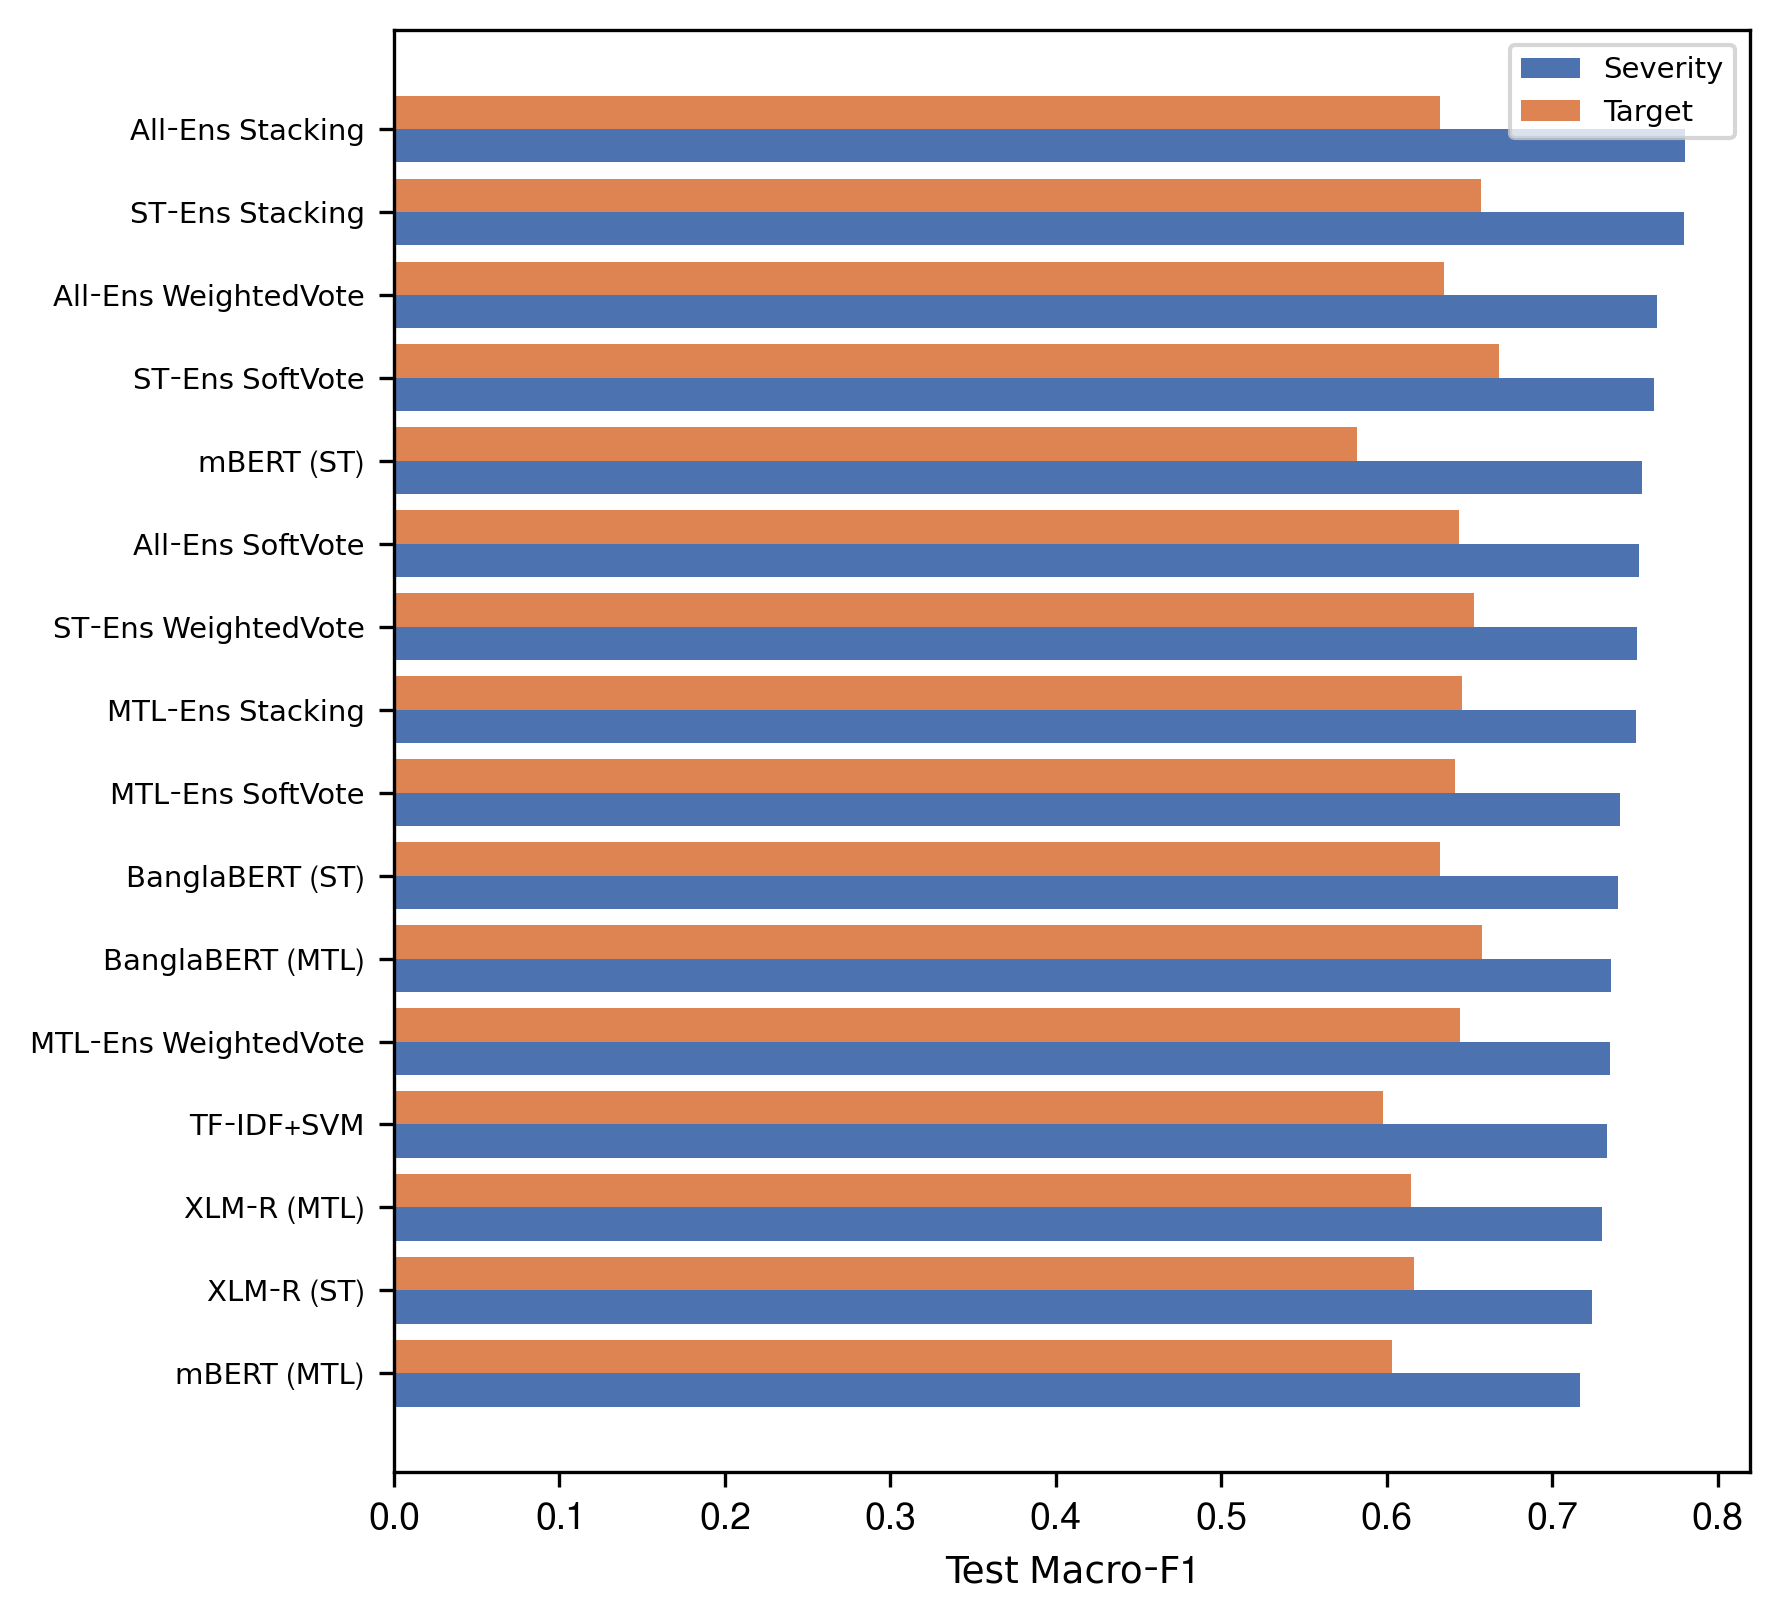 Severity
Target
All-Ens Stacking
ST-Ens Stacking
All-Ens WeightedVote
ST-Ens SoftVote
mBERT (ST)
All-Ens SoftVote
ST-Ens WeightedVote
MTL-Ens Stacking
MTL-Ens SoftVote
BanglaBERT (ST)
BanglaBERT (MTL)
MTL-Ens WeightedVote
TF-IDF+SVM
XLM-R (MTL)
XLM-R (ST)
mBERT (MTL)
0.0 0.1 0.2 0.3 0.4 0.5 0.6 0.7 0.8
Test Macro-F1